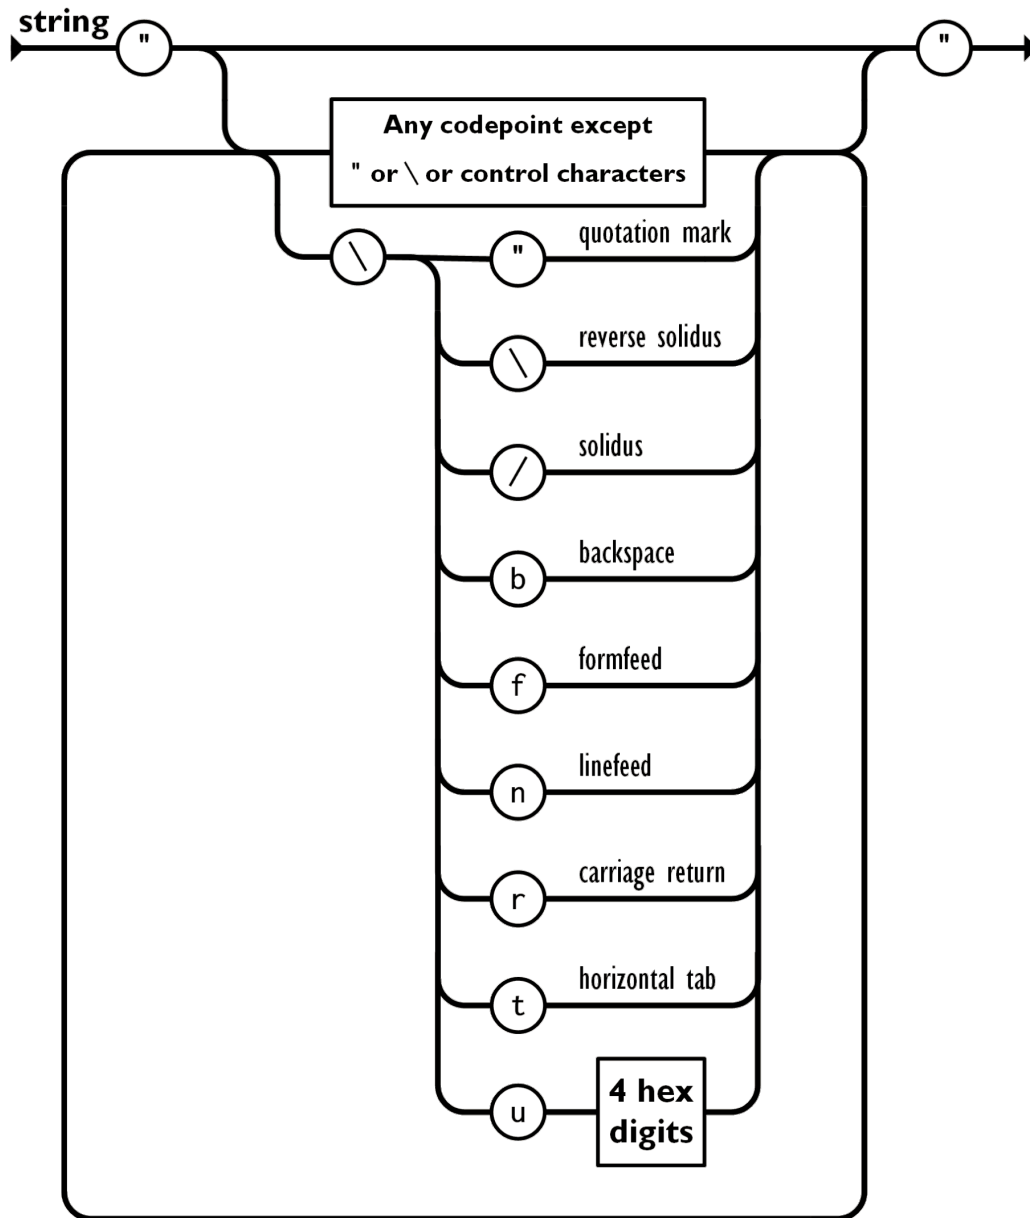 string
" "
Any codepoint except
" or \ or control characters
\ " quotation mark
\ reverse solidus
/ solidus
b backspace
f formfeed
n linefeed
r carriage return
t horizontal tab
u 4 hex
digits